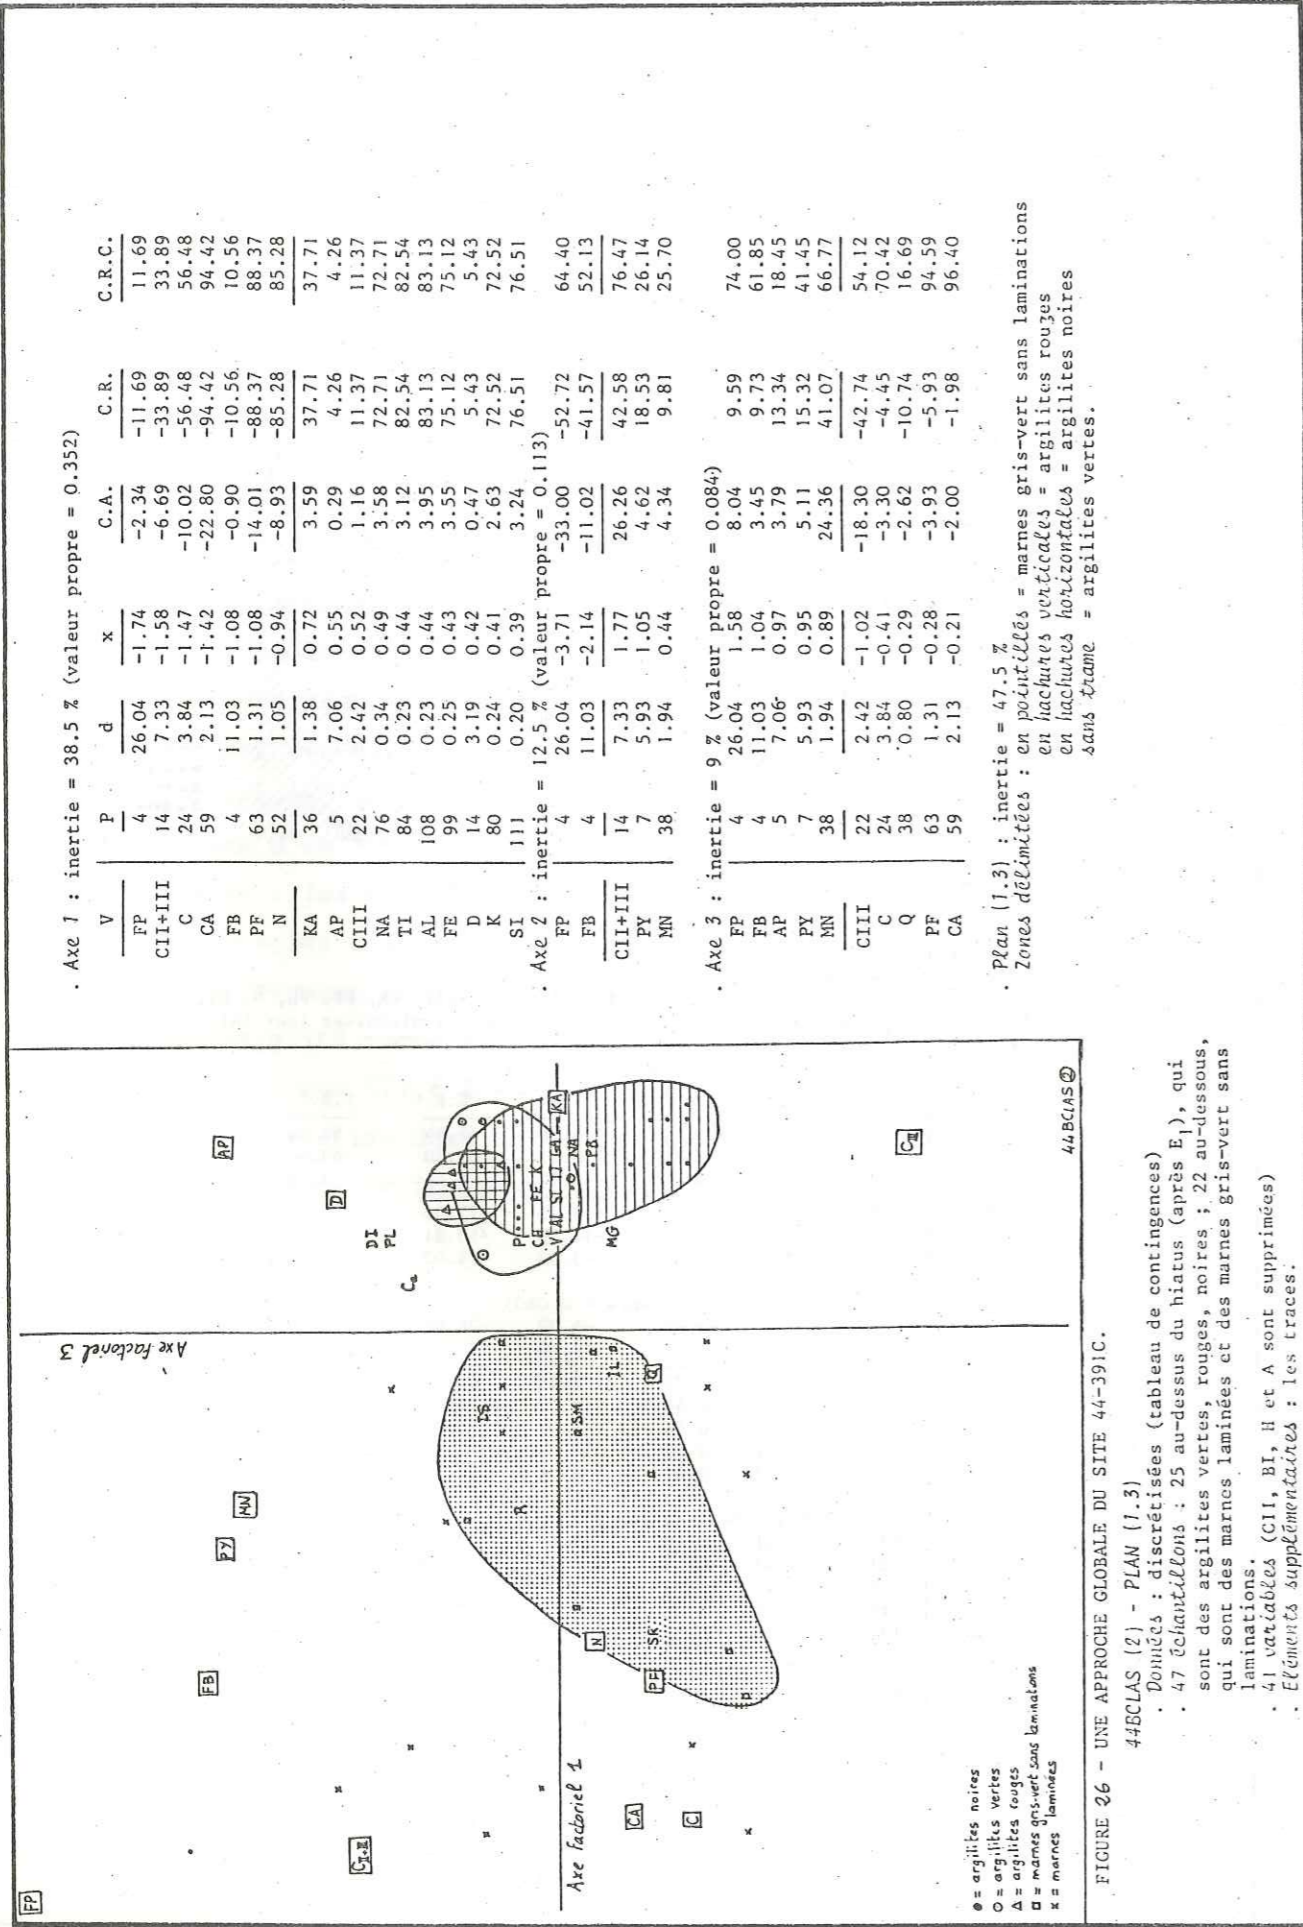 FP
Axe Factoriel 3
AP
FB
PY
MN
D
DI
PL
C_II+III
C_a
IS
R
P
CH FE K
V AL SI TI GA
KA
Axe Factoriel 1
SM
NA
PB
N
CA
PF
SR
IL
Q
MG
C
C_III
● = argilites noires
○ = argilites vertes
△ = argilites rouges
□ = marnes gris-vert sans laminations
x = marnes laminées
44BCLAS ②
FIGURE 26 - UNE APPROCHE GLOBALE DU SITE 44-391C.
44BCLAS (2) - PLAN (1.3)
. Données : discrétisées (tableau de contingences)
. 47 échantillons : 25 au-dessus du hiatus (après E1), qui
sont des argilites vertes, rouges, noires ; 22 au-dessous,
qui sont des marnes laminées et des marnes gris-vert sans
laminations.
. 41 variables (CII, BI, H et A sont supprimées)
. Eléments supplémentaires : les traces.
. Axe 1 : inertie = 38.5 % (valeur propre = 0.352)
V P d x C.A. C.R. C.R.C.
FP 4 26.04 -1.74 -2.34 -11.69 11.69
CII+III 14 7.33 -1.58 -6.69 -33.89 33.89
C 24 3.84 -1.47 -10.02 -56.48 56.48
CA 59 2.13 -1.42 -22.80 -94.42 94.42
FB 4 11.03 -1.08 -0.90 -10.56 10.56
PF 63 1.31 -1.08 -14.01 -88.37 88.37
N 52 1.05 -0.94 -8.93 -85.28 85.28
KA 36 1.38 0.72 3.59 37.71 37.71
AP 5 7.06 0.55 0.29 4.26 4.26
CIII 22 2.42 0.52 1.16 11.37 11.37
NA 76 0.34 0.49 3.58 72.71 72.71
TI 84 0.23 0.44 3.12 82.54 82.54
AL 108 0.23 0.44 3.95 83.13 83.13
FE 99 0.25 0.43 3.55 75.12 75.12
D 14 3.19 0.42 0.47 5.43 5.43
K 80 0.24 0.41 2.63 72.52 72.52
SI 111 0.20 0.39 3.24 76.51 76.51
. Axe 2 : inertie = 12.5 % (valeur propre = 0.113)
FP 4 26.04 -3.71 -33.00 -52.72 64.40
FB 4 11.03 -2.14 -11.02 -41.57 52.13
CII+III 14 7.33 1.77 26.26 42.58 76.47
PY 7 5.93 1.05 4.62 18.53 26.14
MN 38 1.94 0.44 4.34 9.81 25.70
. Axe 3 : inertie = 9 % (valeur propre = 0.084)
FP 4 26.04 1.58 8.04 9.59 74.00
FB 4 11.03 1.04 3.45 9.73 61.85
AP 5 7.06 0.97 3.79 13.34 18.45
PY 7 5.93 0.95 5.11 15.32 41.45
MN 38 1.94 0.89 24.36 41.07 66.77
CIII 22 2.42 -1.02 -18.30 -42.74 54.12
C 24 3.84 -0.41 -3.30 -4.45 70.42
Q 38 0.80 -0.29 -2.62 -10.74 16.69
PF 63 1.31 -0.28 -3.93 -5.93 94.59
CA 59 2.13 -0.21 -2.00 -1.98 96.40
. Plan (1.3) : inertie = 47.5 %
Zones délimitées : en pointillés = marnes gris-vert sans laminations
en hachures verticales = argilites rouges
en hachures horizontales = argilites noires
sans trame = argilites vertes.